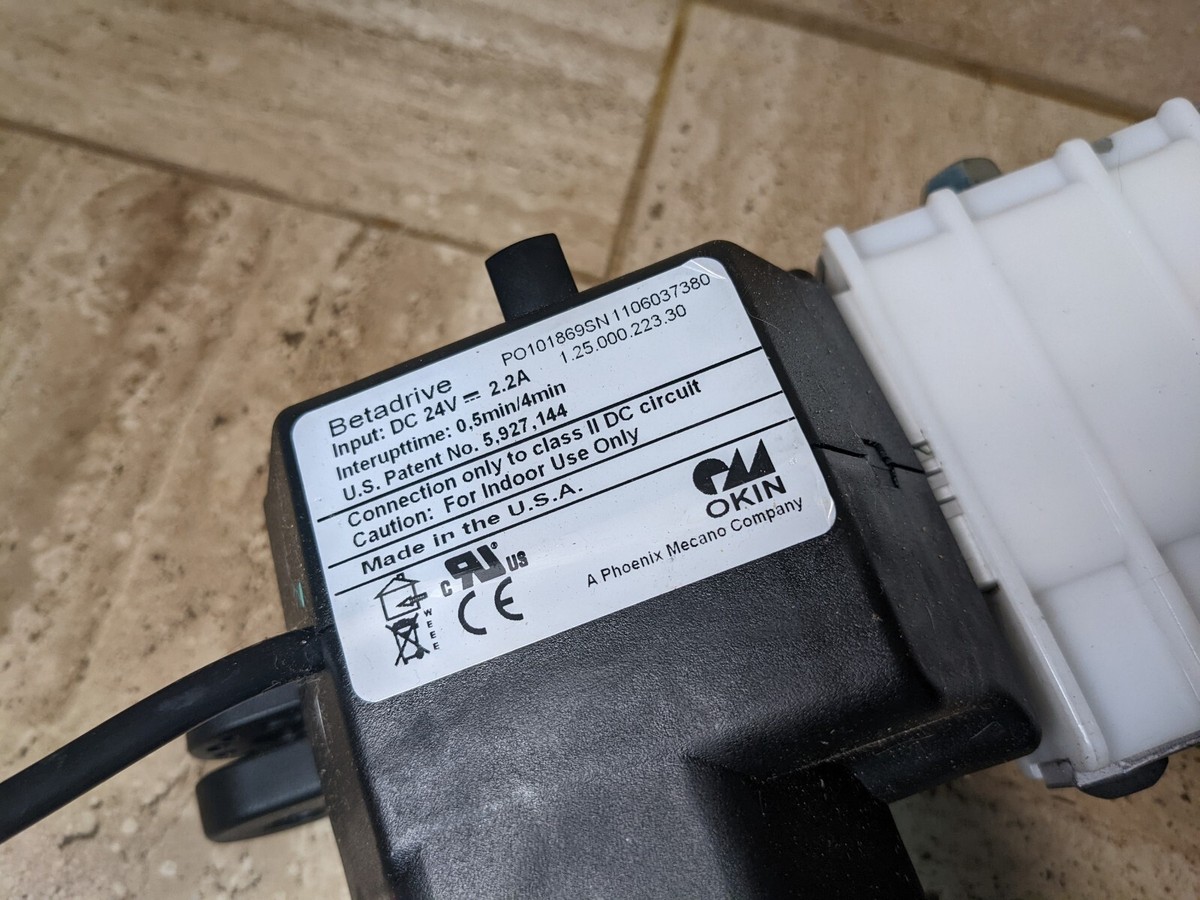 Betadrive PO101869SN I106037380
Input: DC 24V ⎓ 2.2A 1.25.000.223.30
Interupttime: 0,5min/4min
U.S. Patent No. 5,927,144
Connection only to class II DC circuit
Caution: For Indoor Use Only
Made in the U.S.A.
OKIN
A Phoenix Mecano Company
C RU® US
WEEE
CE